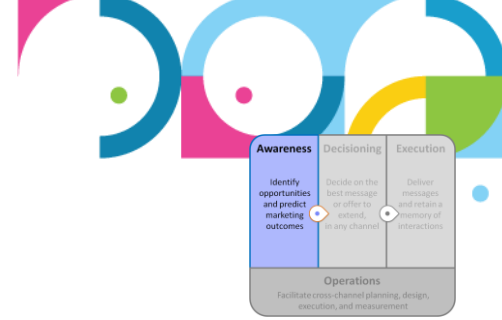 Awareness
Identify
opportunities
and predict
marketing
outcomes
Decisioning
Decide on the
best message
or offer to
extend,
in any channel
Execution
Deliver
messages
and retain a
memory of
interactions
Operations
Facilitate cross-channel planning, design,
execution, and measurement